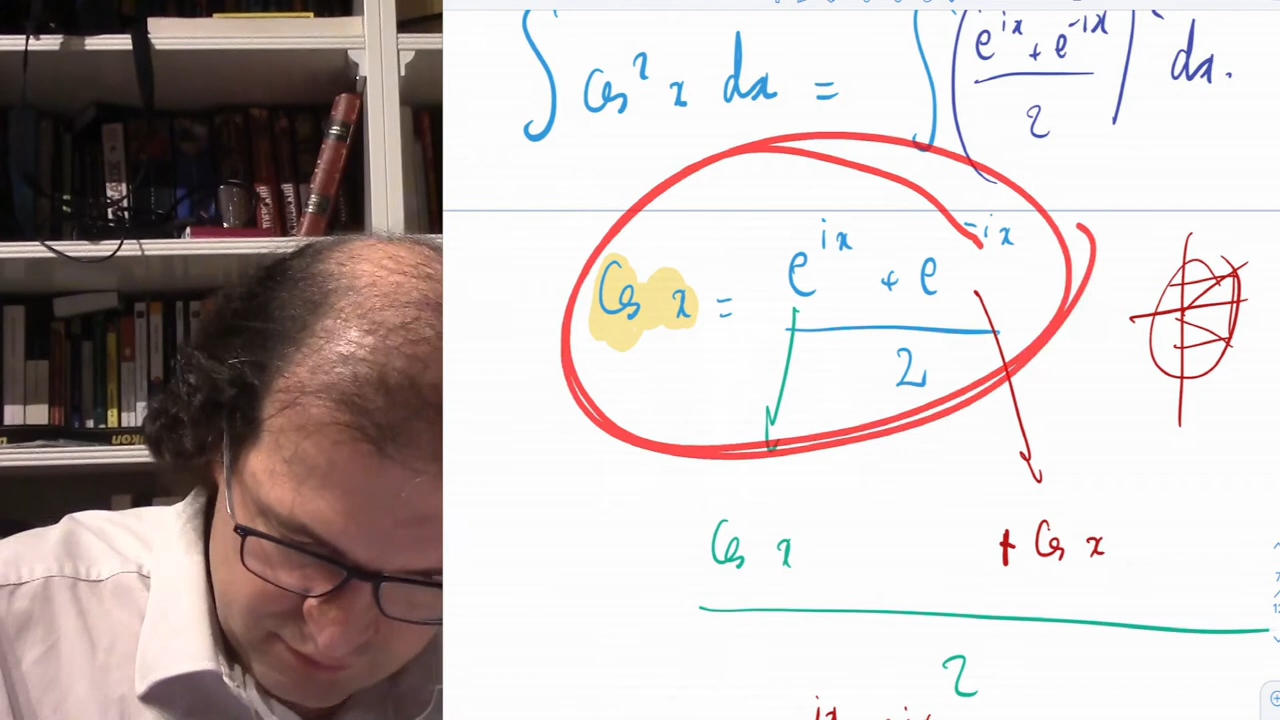 ∫ cos² x dx = ∫ ( (e^{ix} + e^{-ix}) / 2 )² dx.
cos x = (e^{ix} + e^{-ix}) / 2
cos x + cos x
2